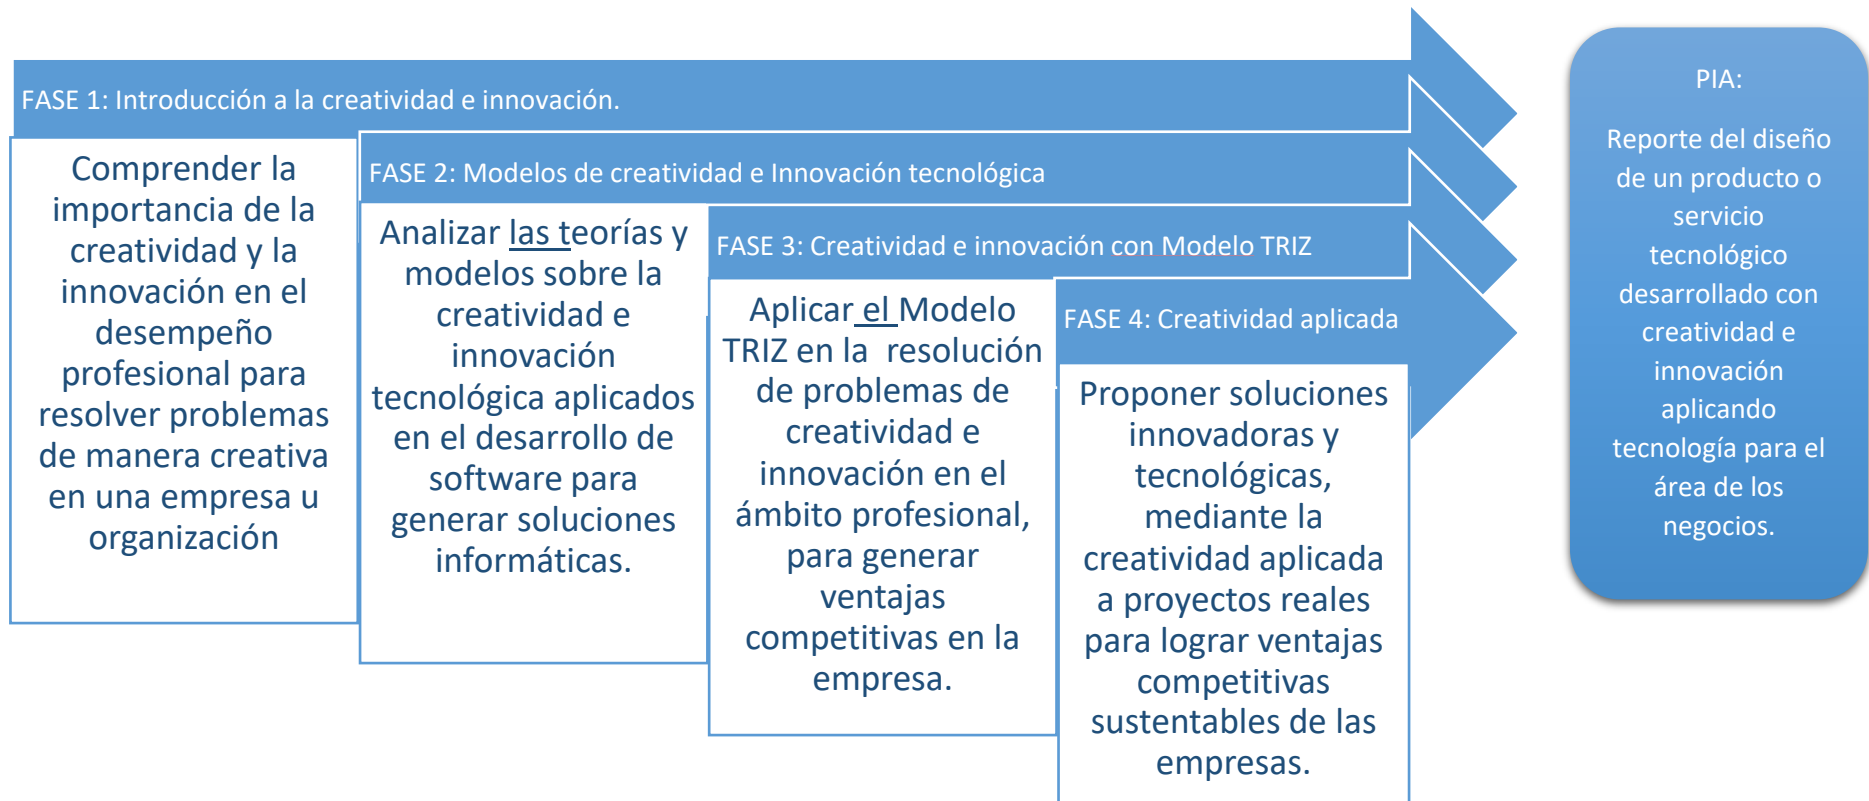 FASE 1: Introducción a la creatividad e innovación.
Comprender la
importancia de la
creatividad y la
innovación en el
desempeño
profesional para
resolver problemas
de manera creativa
en una empresa u
organización
FASE 2: Modelos de creatividad e Innovación tecnológica
Analizar las teorías y
modelos sobre la
creatividad e
innovación
tecnológica aplicados
en el desarrollo de
software para
generar soluciones
informáticas.
FASE 3: Creatividad e innovación con Modelo TRIZ
Aplicar el Modelo
TRIZ en la resolución
de problemas de
creatividad e
innovación en el
ámbito profesional,
para generar
ventajas
competitivas en la
empresa.
FASE 4: Creatividad aplicada
Proponer soluciones
innovadoras y
tecnológicas,
mediante la
creatividad aplicada
a proyectos reales
para lograr ventajas
competitivas
sustentables de las
empresas.
PIA:
Reporte del diseño
de un producto o
servicio
tecnológico
desarrollado con
creatividad e
innovación
aplicando
tecnología para el
área de los
negocios.